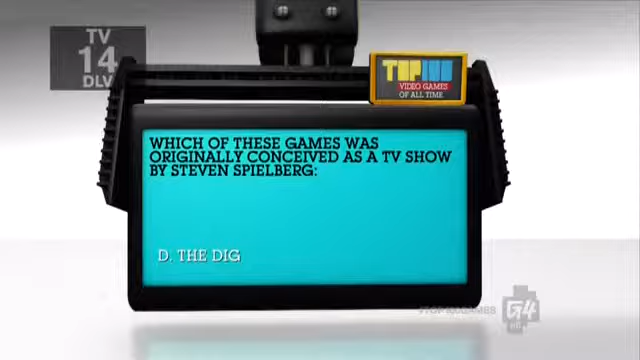 TV
14
DLV
TOP 100
VIDEO GAMES
OF ALL TIME
WHICH OF THESE GAMES WAS
ORIGINALLY CONCEIVED AS A TV SHOW
BY STEVEN SPIELBERG:
D. THE DIG
G4
HD